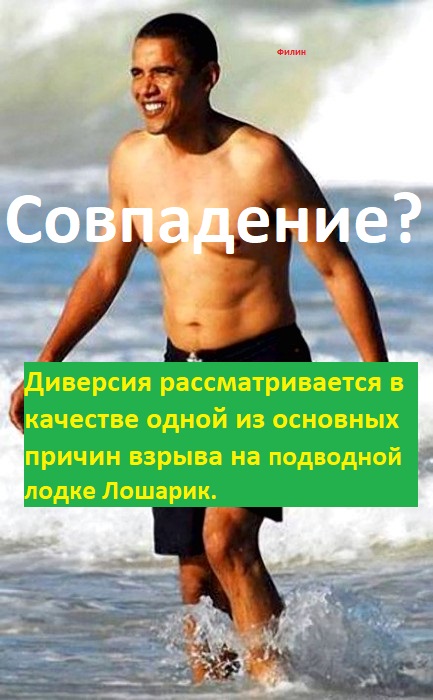 Филин
Совпадение?
Диверсия рассматривается в
качестве одной из основных
причин взрыва на подводной
лодке Лошарик.